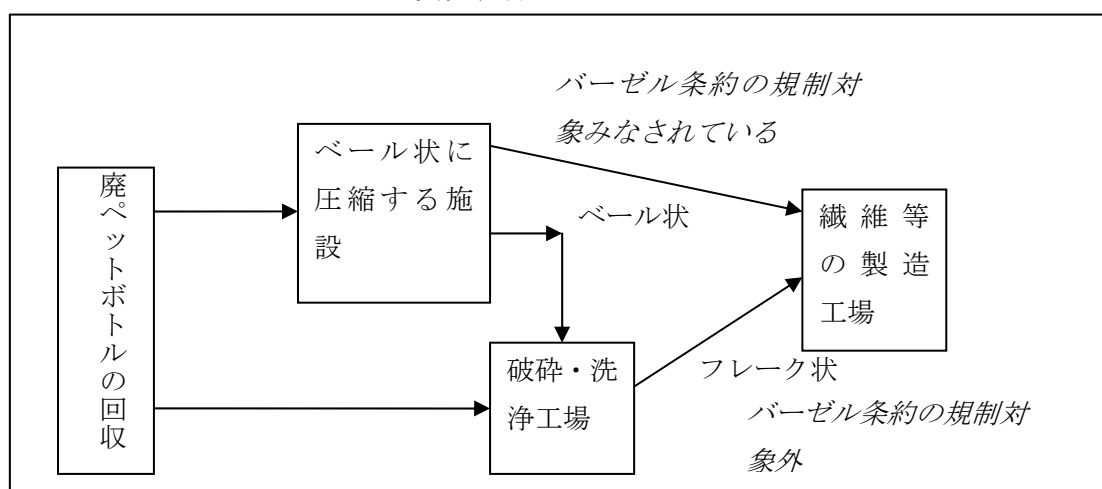 バーゼル条約の規制対
象みなされている
ベール状に
圧縮する施
設
廃ペットボトルの回収
ベール状
繊維等
の製造
工場
破砕・洗
浄工場
フレーク状
バーゼル条約の規制対
象外